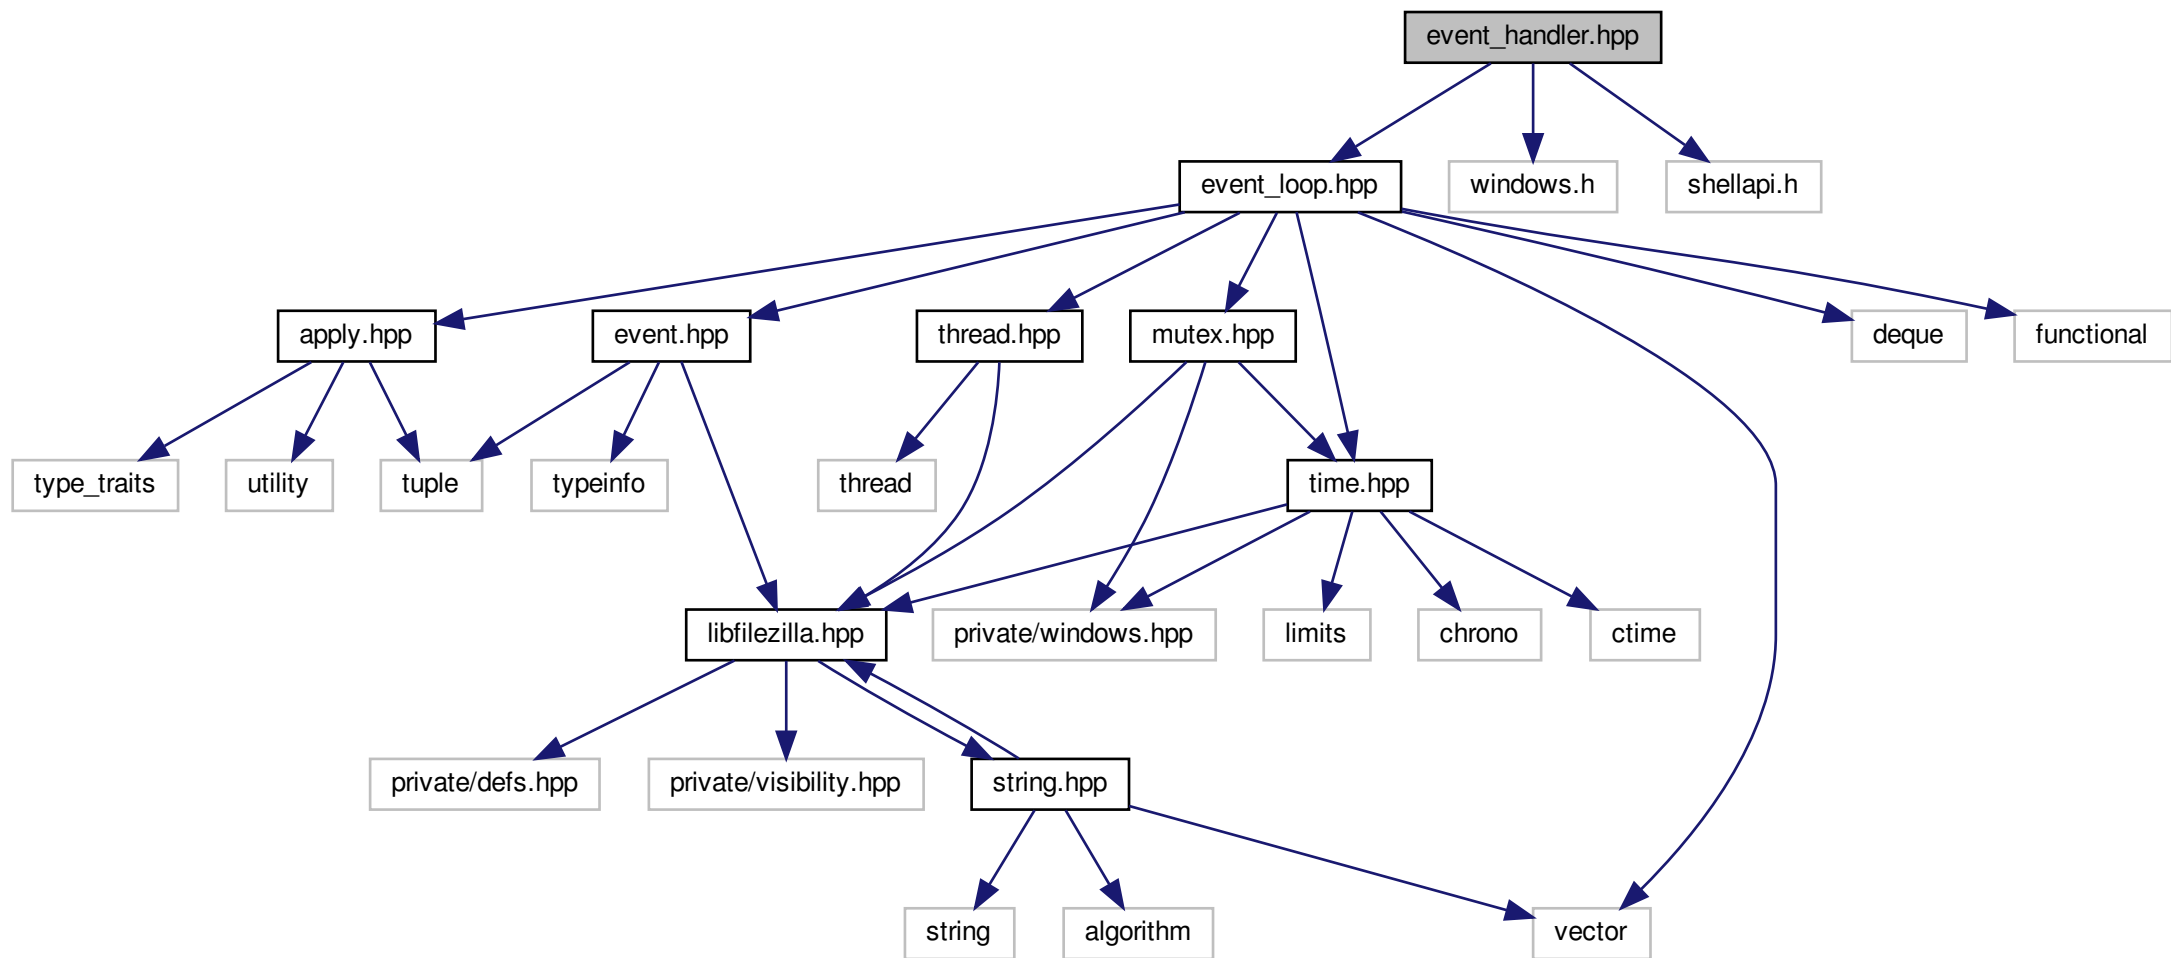 event_handler.hpp
event_loop.hpp
windows.h
shellapi.h
apply.hpp
event.hpp
thread.hpp
mutex.hpp
deque
functional
type_traits
utility
tuple
typeinfo
thread
time.hpp
libfilezilla.hpp
private/windows.hpp
limits
chrono
ctime
private/defs.hpp
private/visibility.hpp
string.hpp
string
algorithm
vector